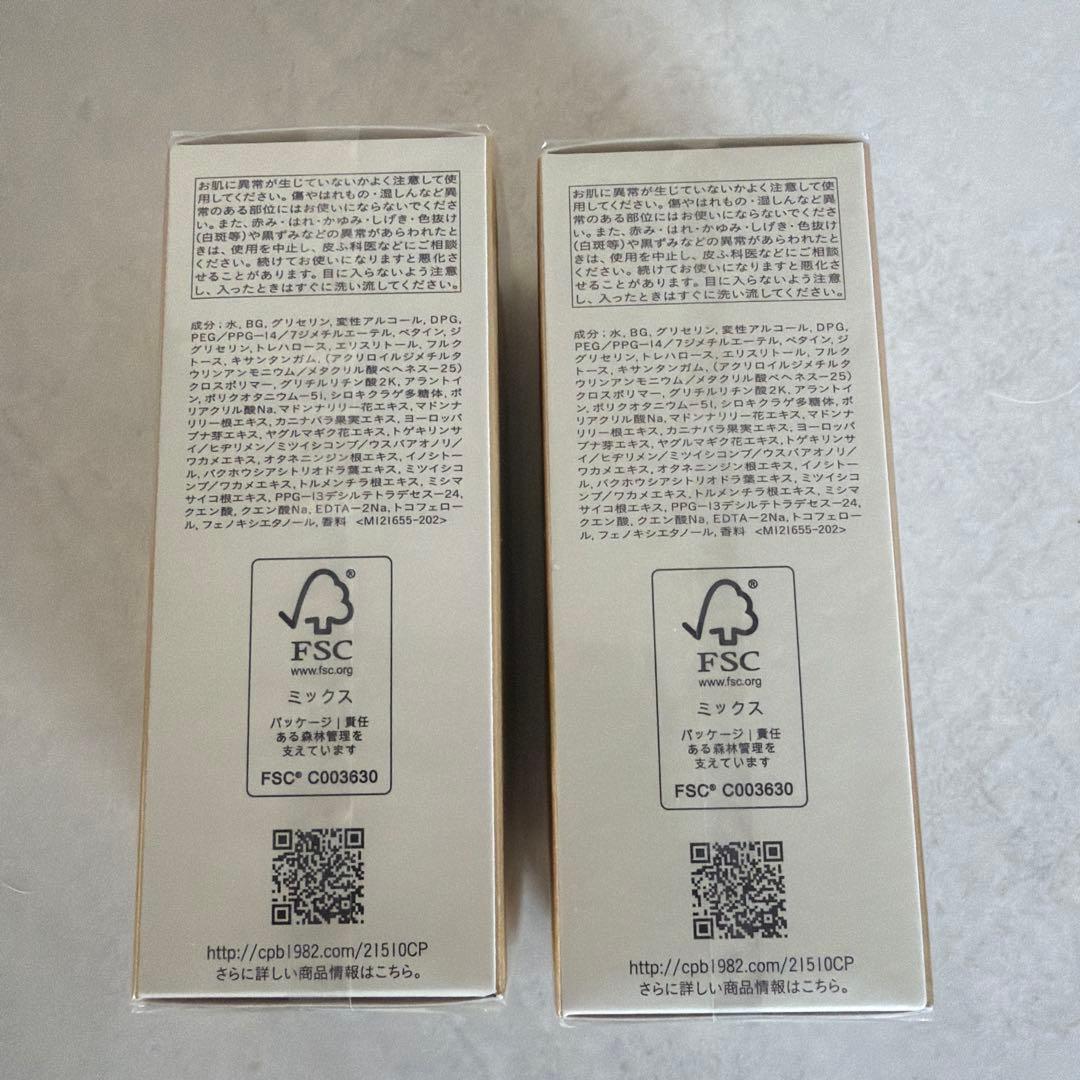 お肌に異常が生じていないかよく注意して使
用してください。傷やはれもの・湿しんなど異
常のある部位にはお使いにならないでくださ
い。また、赤み・はれ・かゆみ・しげき・色抜け
(白斑等)や黒ずみなどの異常があらわれたと
きは、使用を中止し、皮ふ科医などにご相談
ください。続けてお使いになりますと悪化さ
せることがあります。目に入らないよう注意
し、入ったときはすぐに洗い流してください。
成分;水,BG,グリセリン,変性アルコール,DPG,
PEG/PPG-14/7ジメチルエーテル,ベタイン,ジ
グリセリン,トレハロース,エリスリトール,フルク
トース,キサンタンガム,(アクリロイルジメチルタ
ウリンアンモニウム/メタクリル酸ベヘネス-25)
クロスポリマー,グリチルリチン酸2K,アラントイ
ン,ポリクオタニウム-51,シロキクラゲ多糖体,ポ
リアクリル酸Na,マドンナリリー花エキス,マドン
ナリリー根エキス,カニナバラ果実エキス,ヨーロッパ
ブナ芽エキス,ヤグルマギク花エキス,トゲキリンサ
イ/ヒヂリメン/ミツイシコンブ/ウスバアオノリ/
ワカメエキス,オタネニンジン根エキス,イノシトー
ル,バクホウシアシトリオドラ葉エキス,ミツイシコ
ンブ/ワカメエキス,トルメンチラ根エキス,ミシマ
サイコ根エキス,PPG-13デシルテトラデセス-24,
クエン酸,クエン酸Na,EDTA-2Na,トコフェロー
ル,フェノキシエタノール,香料 <MI21655-202>
FSC®
www.fsc.org
ミックス
パッケージ|責任
ある森林管理を
支えています
FSC® C003630
http://cpb1982.com/21510CP
さらに詳しい商品情報はこちら。
お肌に異常が生じていないかよく注意して使
用してください。傷やはれもの・湿しんなど異
常のある部位にはお使いにならないでくださ
い。また、赤み・はれ・かゆみ・しげき・色抜け
(白斑等)や黒ずみなどの異常があらわれたと
きは、使用を中止し、皮ふ科医などにご相談
ください。続けてお使いになりますと悪化さ
せることがあります。目に入らないよう注意
し、入ったときはすぐに洗い流してください。
成分;水,BG,グリセリン,変性アルコール,DPG,
PEG/PPG-14/7ジメチルエーテル,ベタイン,ジ
グリセリン,トレハロース,エリスリトール,フルク
トース,キサンタンガム,(アクリロイルジメチルタ
ウリンアンモニウム/メタクリル酸ベヘネス-25)
クロスポリマー,グリチルリチン酸2K,アラントイ
ン,ポリクオタニウム-51,シロキクラゲ多糖体,ポ
リアクリル酸Na,マドンナリリー花エキス,マドン
ナリリー根エキス,カニナバラ果実エキス,ヨーロッ
パブナ芽エキス,ヤグルマギク花エキス,トゲキリンサ
イ/ヒヂリメン/ミツイシコンブ/ウスバアオノリ/
ワカメエキス,オタネニンジン根エキス,イノシトー
ル,バクホウシアシトリオドラ葉エキス,ミツイシコ
ンブ/ワカメエキス,トルメンチラ根エキス,ミシマ
サイコ根エキス,PPG-13デシルテトラデセス-24,
クエン酸,クエン酸Na,EDTA-2Na,トコフェロー
ル,フェノキシエタノール,香料 <MI21655-202>
FSC®
www.fsc.org
ミックス
パッケージ|責任
ある森林管理を
支えています
FSC® C003630
http://cpb1982.com/21510CP
さらに詳しい商品情報はこちら。